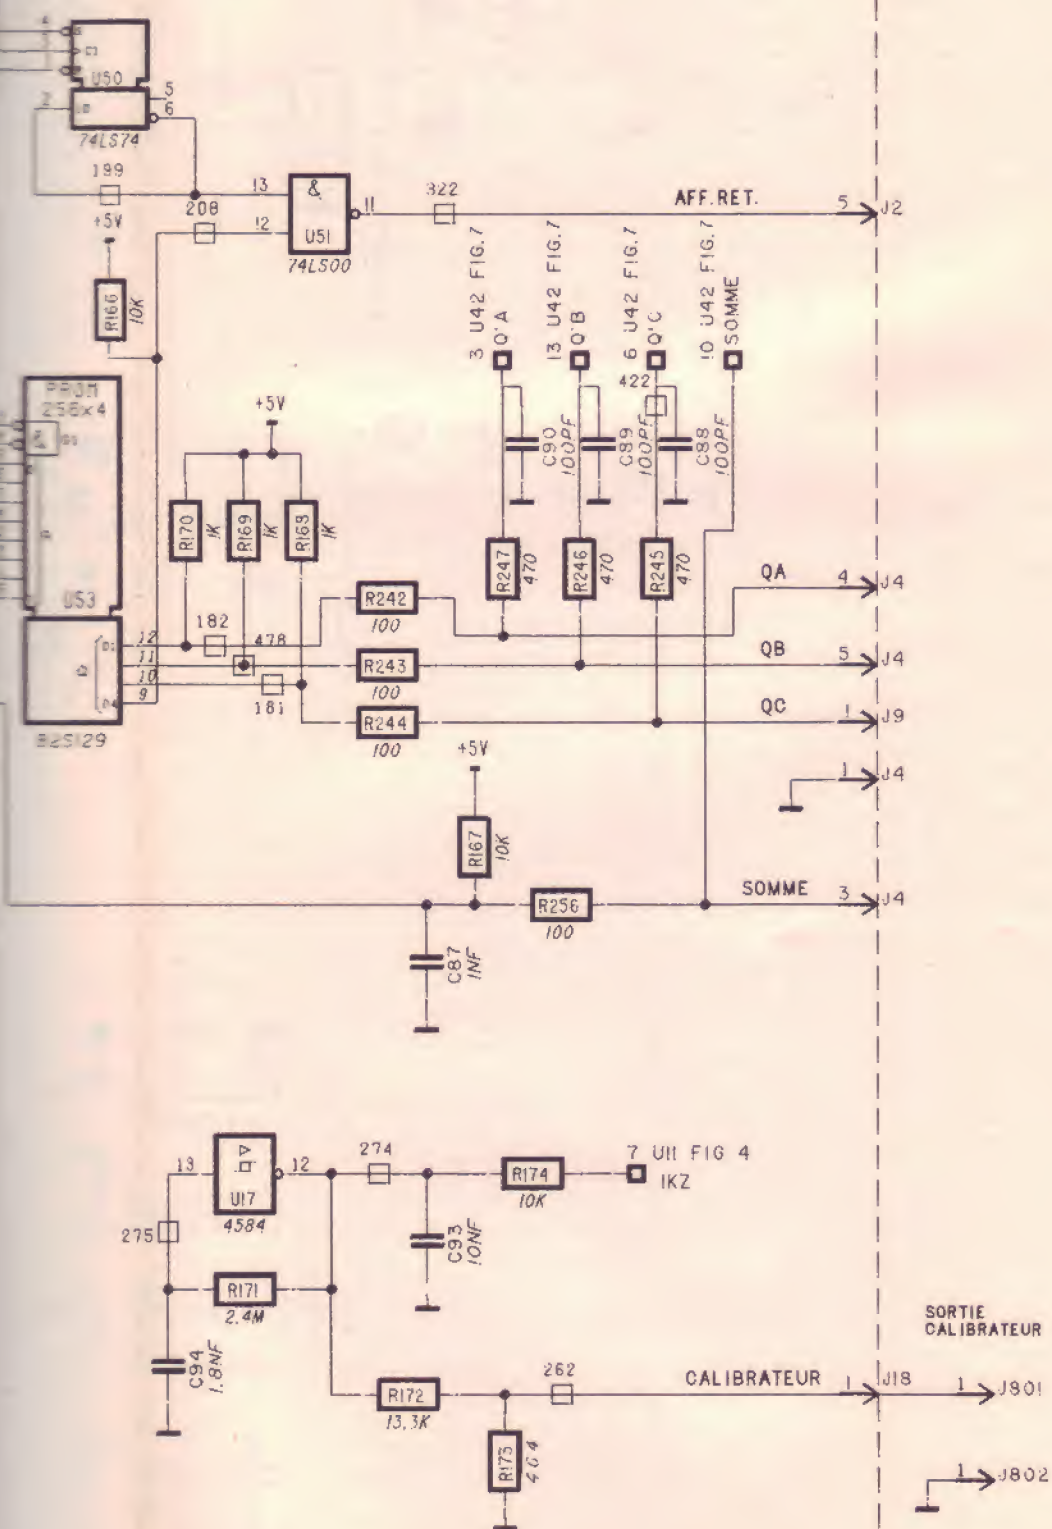 U50
2
5
6
74LS74
199
+5V
208
13
12
&
U51
74LS00
11
322
AFF.RET.
5
J2
R166
10K
3 U42 FIG.7
Q'A
13 U42 FIG.7
Q'B
6 U42 FIG.7
Q'C
10 U42 FIG.7
SOMME
422
PROM
256x4
+5V
C90
100PF
C89
100PF
C88
100PF
R170
1K
R169
1K
R168
1K
R247
470
R246
470
R245
470
U53
82S129
12
11
10
9
182
478
181
R242
100
R243
100
R244
100
QA
4
J4
QB
5
J4
QC
1
J9
1
J4
+5V
R167
10K
R256
100
SOMME
3
J4
C87
1NF
13
U17
4584
12
274
7 U11 FIG 4
1KZ
R174
10K
275
C93
10NF
R171
2.4M
C94
1.8NF
R172
13,3K
262
CALIBRATEUR
1
J18
SORTIE
CALIBRATEUR
1
J801
R173
1
J802